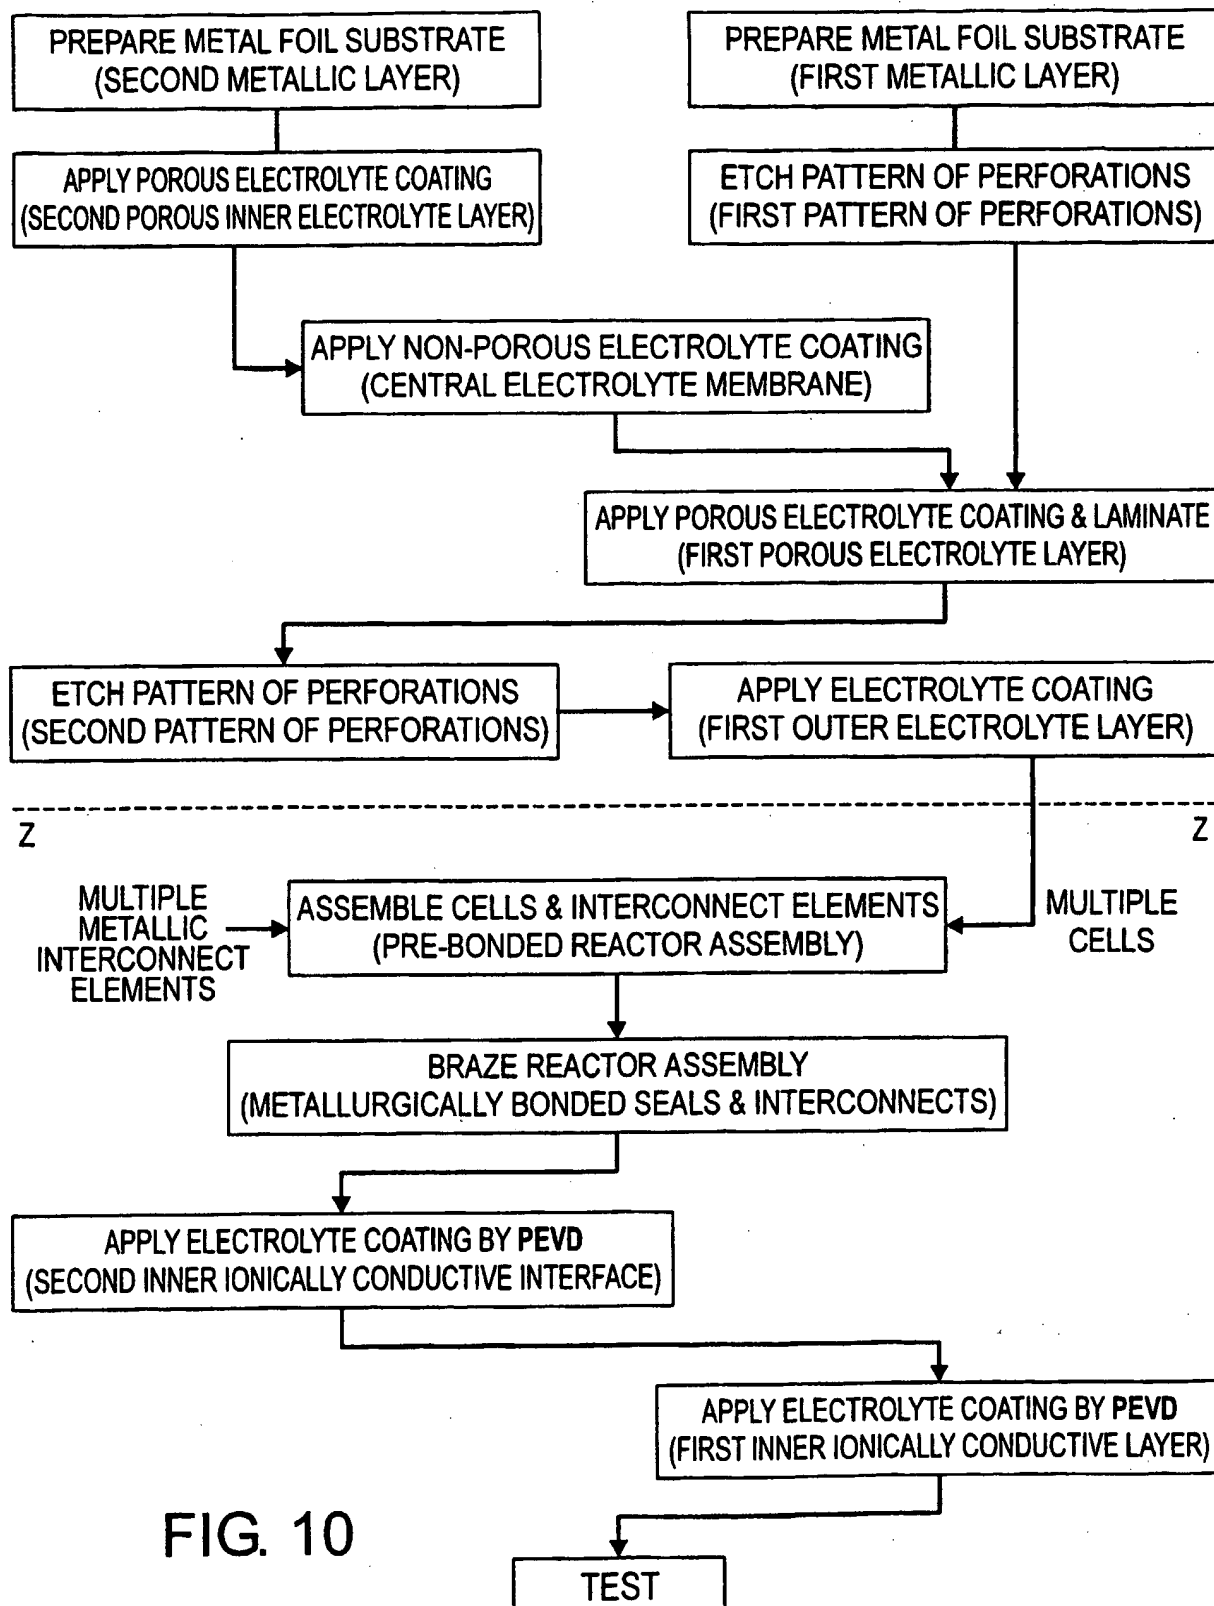 PREPARE METAL FOIL SUBSTRATE
(SECOND METALLIC LAYER)
PREPARE METAL FOIL SUBSTRATE
(FIRST METALLIC LAYER)
APPLY POROUS ELECTROLYTE COATING
(SECOND POROUS INNER ELECTROLYTE LAYER)
ETCH PATTERN OF PERFORATIONS
(FIRST PATTERN OF PERFORATIONS)
APPLY NON-POROUS ELECTROLYTE COATING
(CENTRAL ELECTROLYTE MEMBRANE)
APPLY POROUS ELECTROLYTE COATING & LAMINATE
(FIRST POROUS ELECTROLYTE LAYER)
ETCH PATTERN OF PERFORATIONS
(SECOND PATTERN OF PERFORATIONS)
APPLY ELECTROLYTE COATING
(FIRST OUTER ELECTROLYTE LAYER)
Z
Z
MULTIPLE
METALLIC
INTERCONNECT
ELEMENTS
ASSEMBLE CELLS & INTERCONNECT ELEMENTS
(PRE-BONDED REACTOR ASSEMBLY)
MULTIPLE
CELLS
BRAZE REACTOR ASSEMBLY
(METALLURGICALLY BONDED SEALS & INTERCONNECTS)
APPLY ELECTROLYTE COATING BY PEVD
(SECOND INNER IONICALLY CONDUCTIVE INTERFACE)
APPLY ELECTROLYTE COATING BY PEVD
(FIRST INNER IONICALLY CONDUCTIVE LAYER)
FIG. 10
TEST